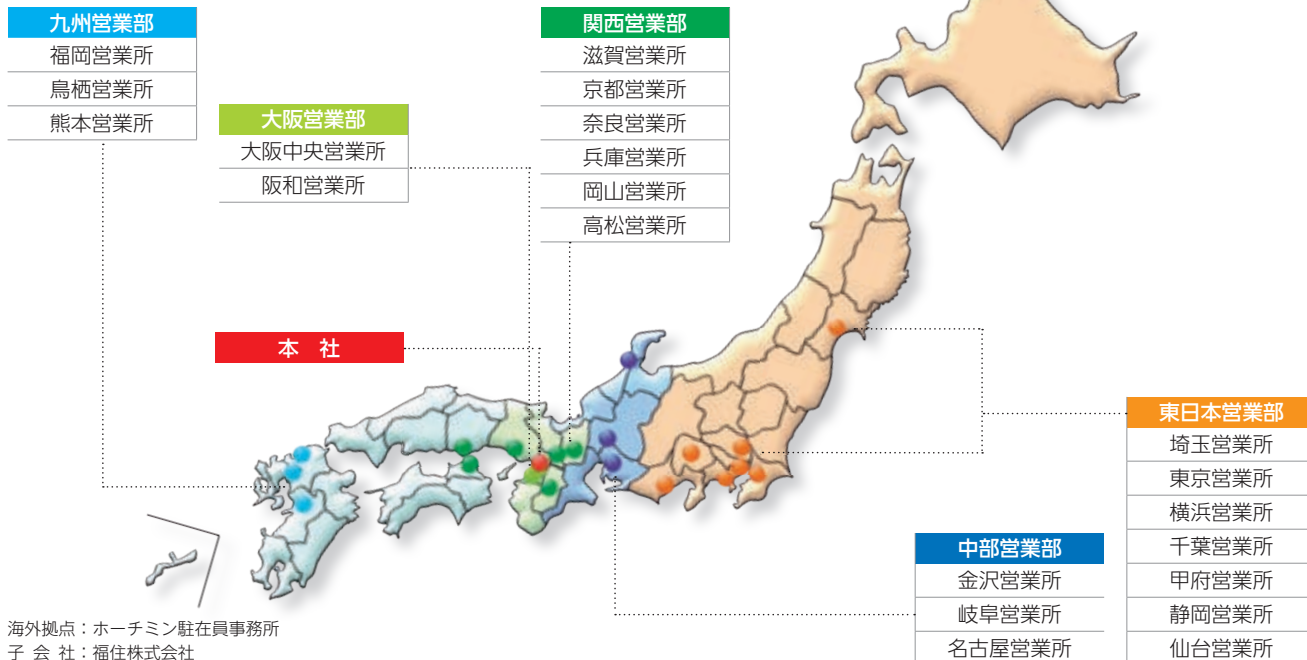 九州営業部
福岡営業所
鳥栖営業所
熊本営業所
大阪営業部
大阪中央営業所
阪和営業所
関西営業部
滋賀営業所
京都営業所
奈良営業所
兵庫営業所
岡山営業所
高松営業所
本 社
東日本営業部
埼玉営業所
東京営業所
横浜営業所
千葉営業所
甲府営業所
静岡営業所
仙台営業所
中部営業部
金沢営業所
岐阜営業所
名古屋営業所
海外拠点：ホーチミン駐在員事務所
子 会 社：福住株式会社